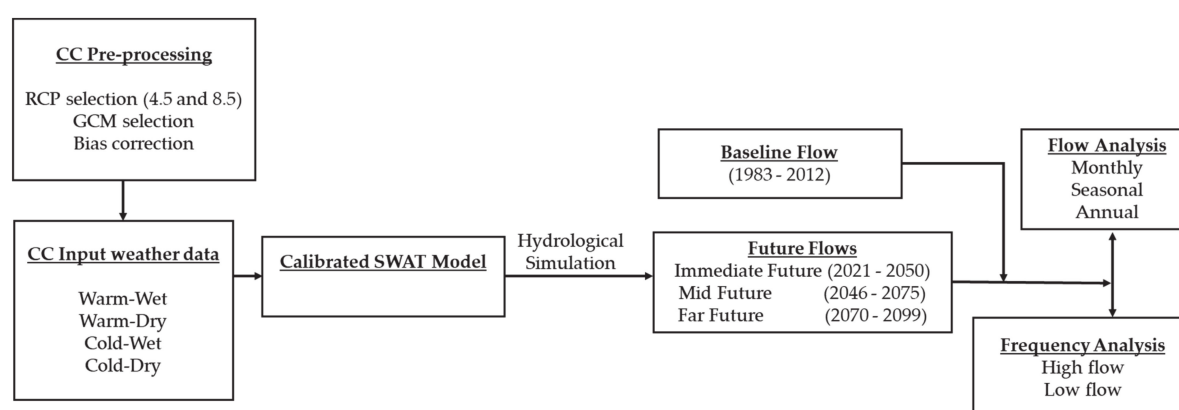 CC Pre-processing
RCP selection (4.5 and 8.5)
GCM selection
Bias correction
CC Input weather data
Warm-Wet
Warm-Dry
Cold-Wet
Cold-Dry
Calibrated SWAT Model
Hydrological
Simulation
Baseline Flow
(1983 - 2012)
Future Flows
Immediate Future (2021 - 2050)
Mid Future (2046 - 2075)
Far Future (2070 - 2099)
Flow Analysis
Monthly
Seasonal
Annual
Frequency Analysis
High flow
Low flow